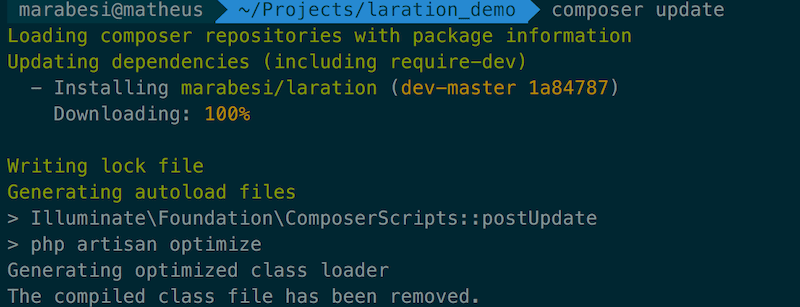 marabesi@matheus ~/Projects/laration_demo composer update
Loading composer repositories with package information
Updating dependencies (including require-dev)
- Installing marabesi/laration (dev-master 1a84787)
Downloading: 100%
Writing lock file
Generating autoload files
> Illuminate\Foundation\ComposerScripts::postUpdate
> php artisan optimize
Generating optimized class loader
The compiled class file has been removed.